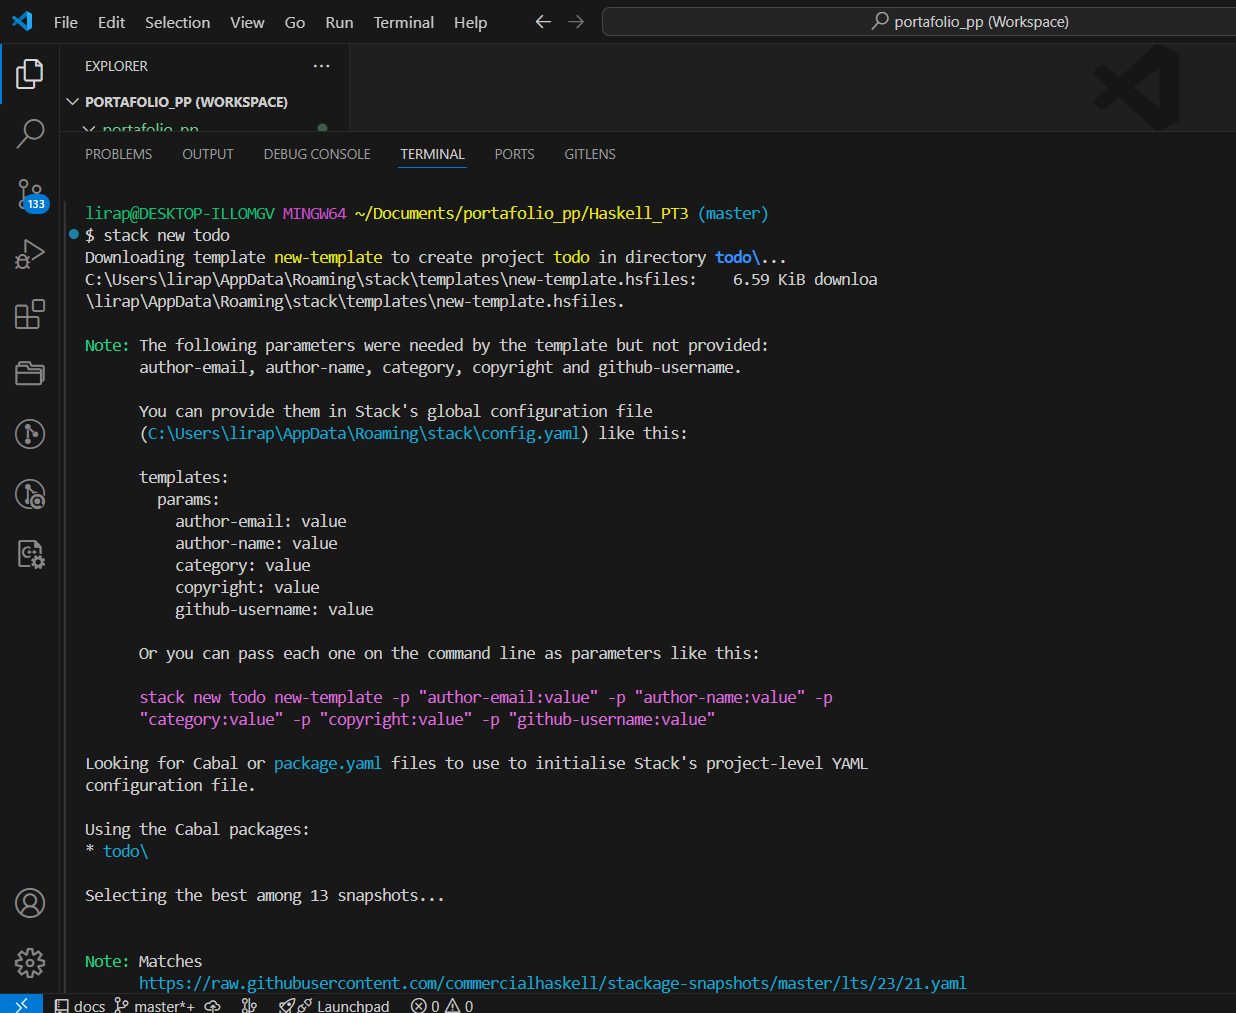 File Edit Selection View Go Run Terminal Help portafolio_pp (Workspace)
EXPLORER
PORTAFOLIO_PP (WORKSPACE)
portafolio_pp
PROBLEMS OUTPUT DEBUG CONSOLE TERMINAL PORTS GITLENS
133
lirap@DESKTOP-ILLOMGV MINGW64 ~/Documents/portafolio_pp/Haskell_PT3 (master)
$ stack new todo
Downloading template new-template to create project todo in directory todo\...
C:\Users\lirap\AppData\Roaming\stack\templates\new-template.hsfiles:    6.59 KiB downloa
\lirap\AppData\Roaming\stack\templates\new-template.hsfiles.
Note: The following parameters were needed by the template but not provided:
author-email, author-name, category, copyright and github-username.
You can provide them in Stack's global configuration file
(C:\Users\lirap\AppData\Roaming\stack\config.yaml) like this:
templates:
params:
author-email: value
author-name: value
category: value
copyright: value
github-username: value
Or you can pass each one on the command line as parameters like this:
stack new todo new-template -p "author-email:value" -p "author-name:value" -p
"category:value" -p "copyright:value" -p "github-username:value"
Looking for Cabal or package.yaml files to use to initialise Stack's project-level YAML
configuration file.
Using the Cabal packages:
* todo\
Selecting the best among 13 snapshots...
Note: Matches
https://raw.githubusercontent.com/commercialhaskell/stackage-snapshots/master/lts/23/21.yaml
docs master*+ Launchpad 0 0